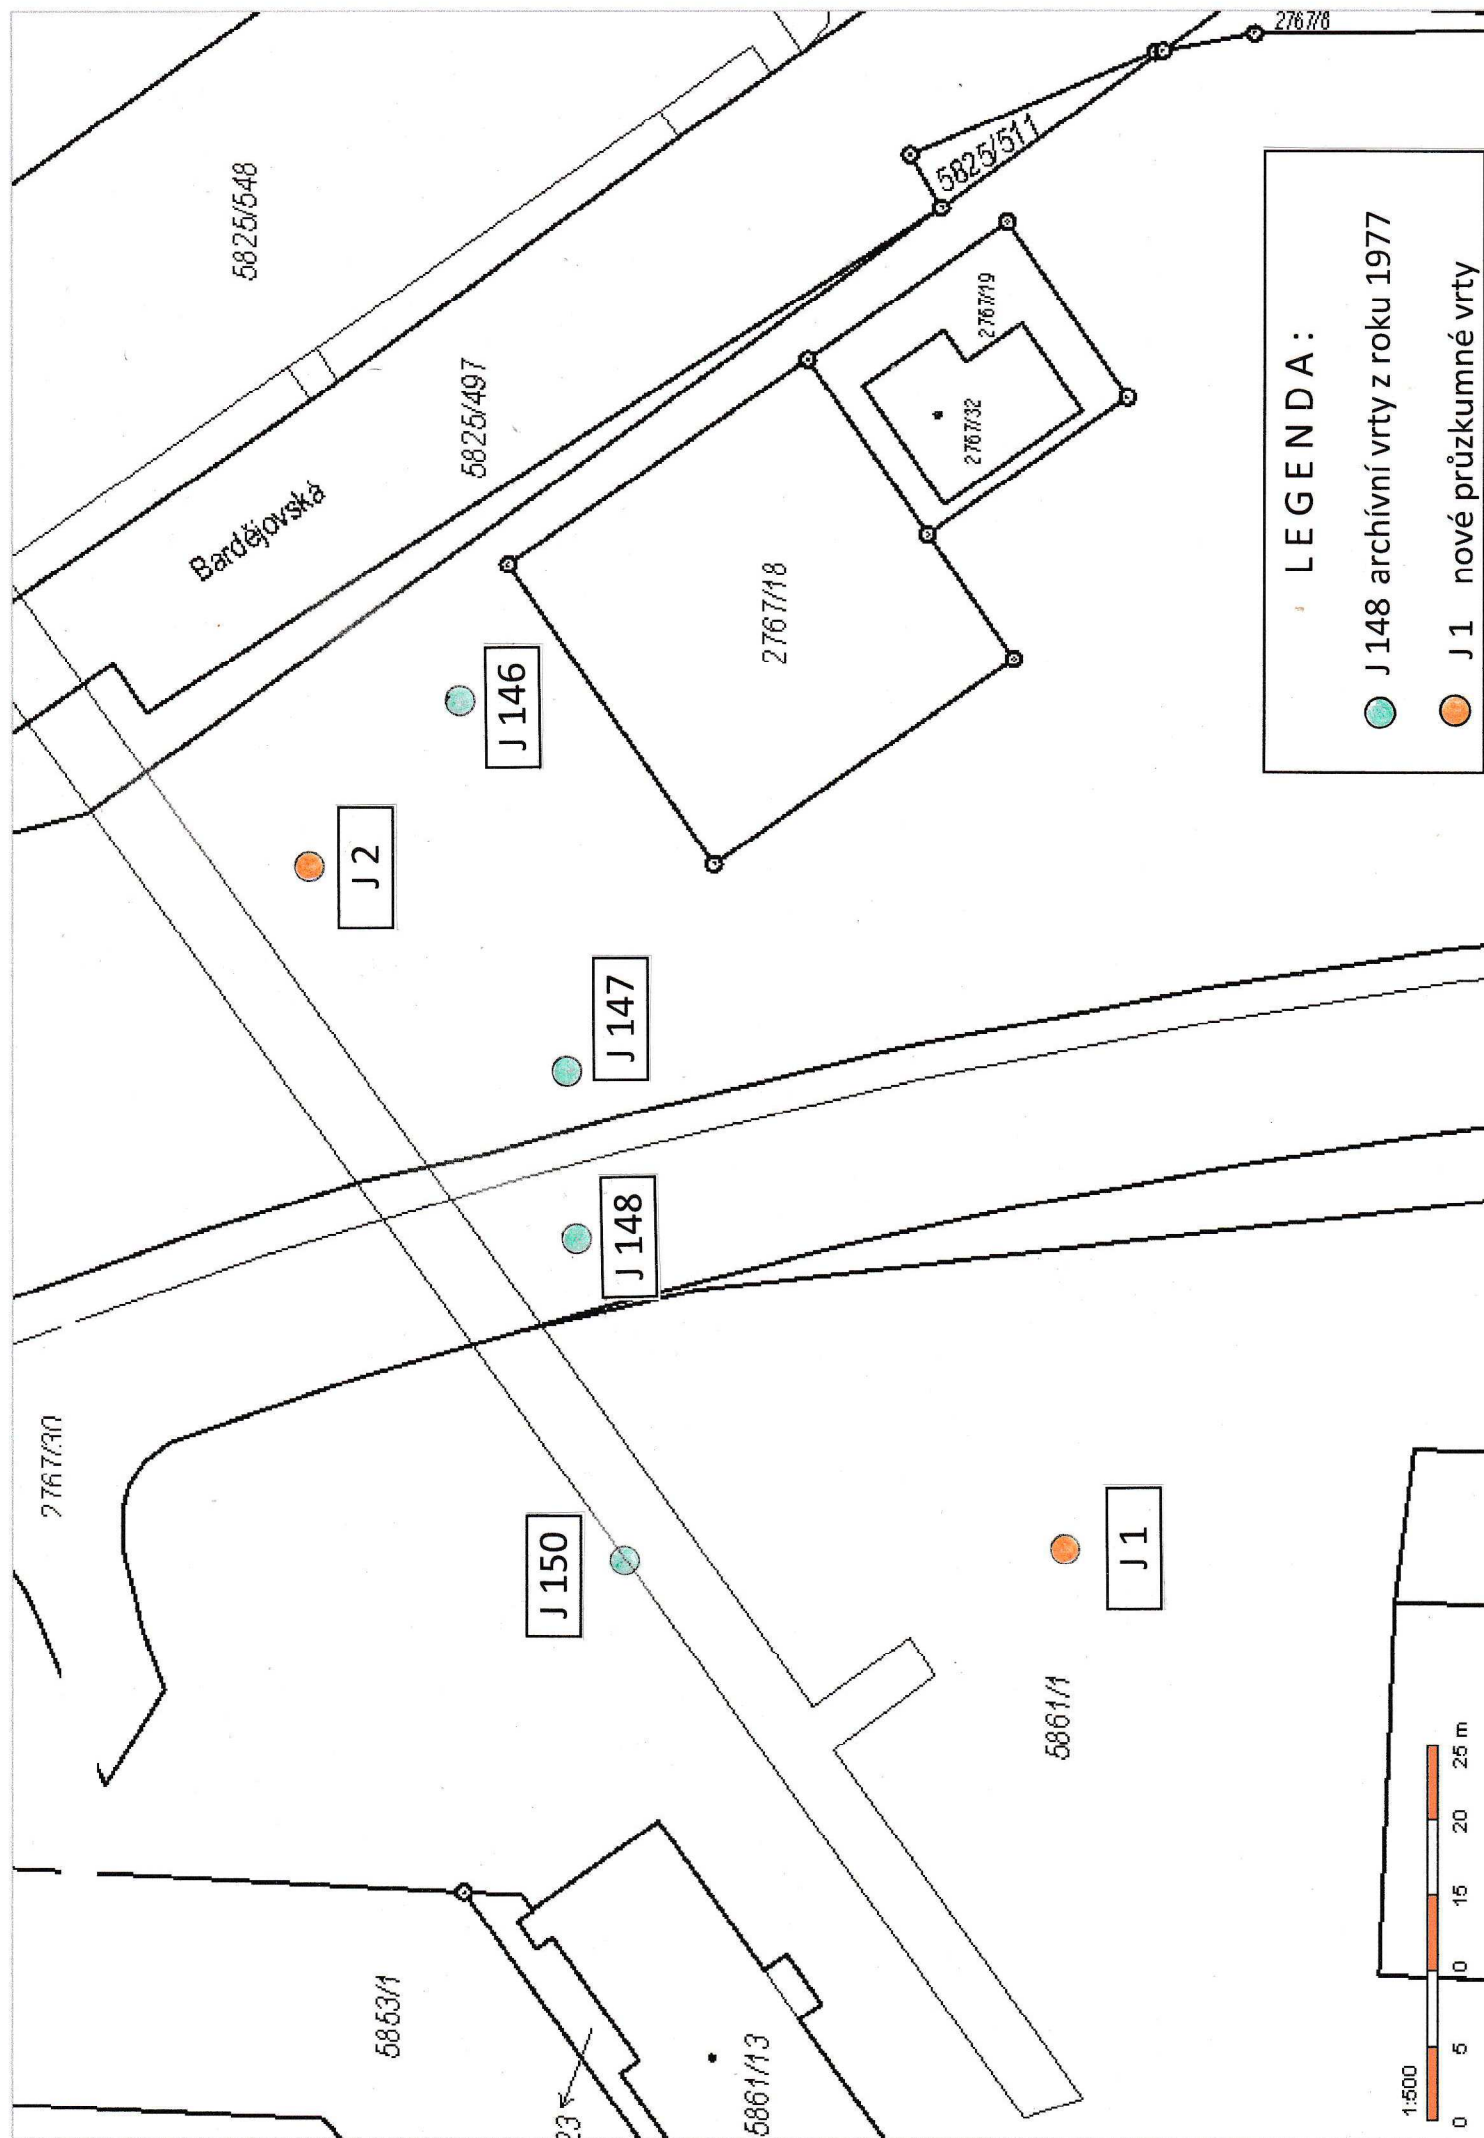 5825/548
2767/8
5825/511
5825/497
Bardějovská
2767/19
2767/32
2767/18
J 146
J 2
J 147
J 148
2767/30
J 150
J 1
5861/1
5853/1
5861/13
23
LEGENDA:
J 148 archívní vrty z roku 1977
J 1 nové průzkumné vrty
1:500
0 5 10 15 20 25 m